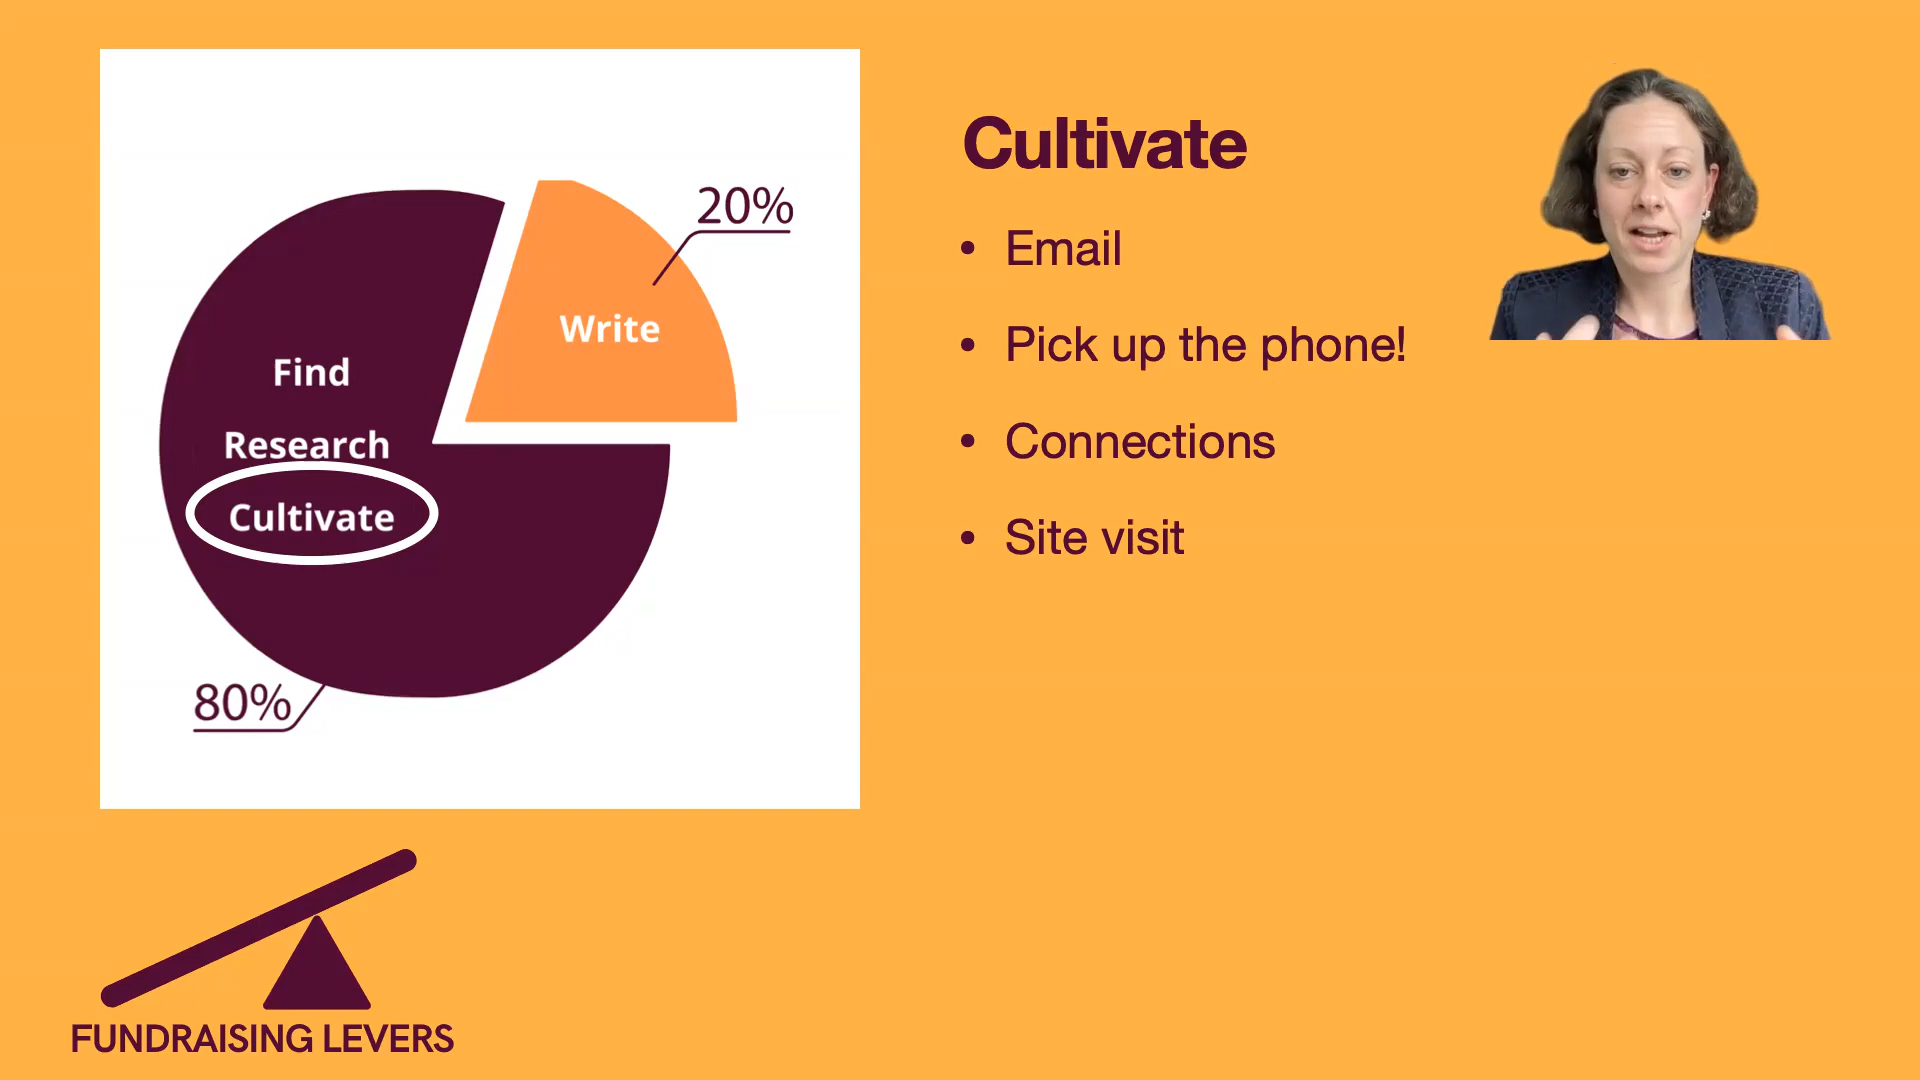 20%
Write
Find
Research
Cultivate
80%
Cultivate
• Email
• Pick up the phone!
• Connections
• Site visit
FUNDRAISING LEVERS